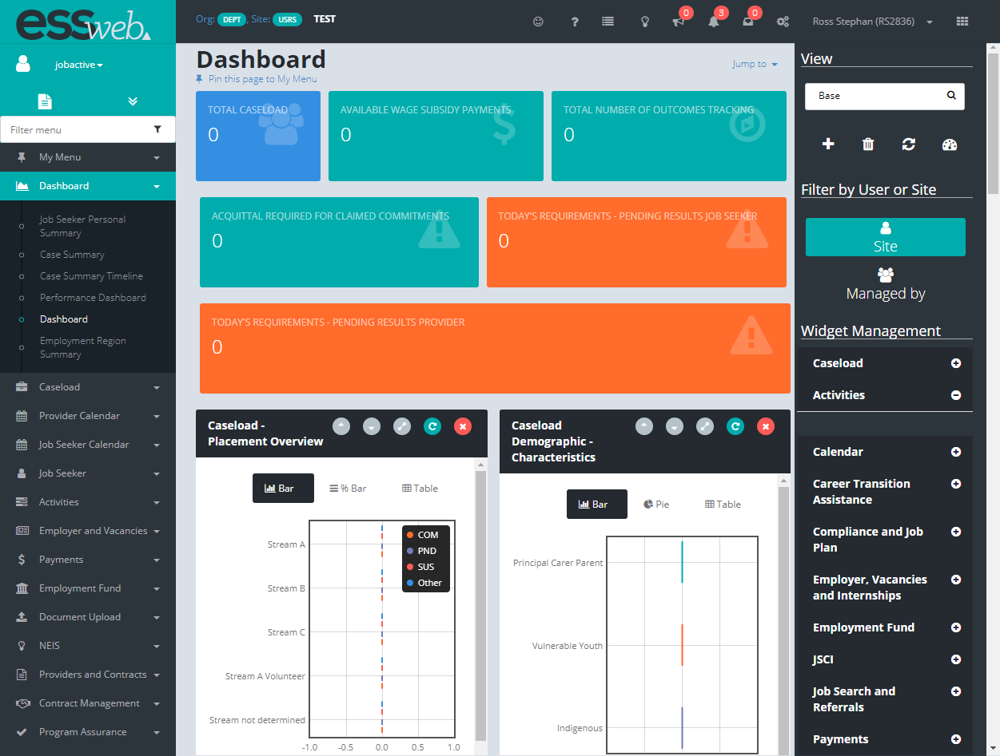 essweb
jobactive
Filter menu
My Menu
Dashboard
Job Seeker Personal
Summary
Case Summary
Case Summary Timeline
Performance Dashboard
Dashboard
Employment Region
Summary
Caseload
Provider Calendar
Job Seeker Calendar
Job Seeker
Activities
Employer and Vacancies
Payments
Employment Fund
Document Upload
NEIS
Providers and Contracts
Contract Management
Program Assurance
Org: DEPT, Site: USRS TEST
0
3
0
Ross Stephan (RS2836)
Dashboard
Pin this page to My Menu
Jump to
TOTAL CASELOAD
0
AVAILABLE WAGE SUBSIDY PAYMENTS
0
TOTAL NUMBER OF OUTCOMES TRACKING
0
ACQUITTAL REQUIRED FOR CLAIMED COMMITMENTS
0
TODAY'S REQUIREMENTS - PENDING RESULTS JOB SEEKER
0
TODAY'S REQUIREMENTS - PENDING RESULTS PROVIDER
0
Caseload -
Placement Overview
Bar
% Bar
Table
COM
PND
SUS
Other
Stream A
Stream B
Stream C
Stream A Volunteer
Stream not determined
-1.0 -0.5 0.0 0.5 1.0
Caseload
Demographic -
Characteristics
Bar
Pie
Table
Principal Carer Parent
Vulnerable Youth
Indigenous
View
Base
Filter by User or Site
Site
Managed by
Widget Management
Caseload
Activities
Calendar
Career Transition
Assistance
Compliance and Job
Plan
Employer, Vacancies
and Internships
Employment Fund
JSCI
Job Search and
Referrals
Payments